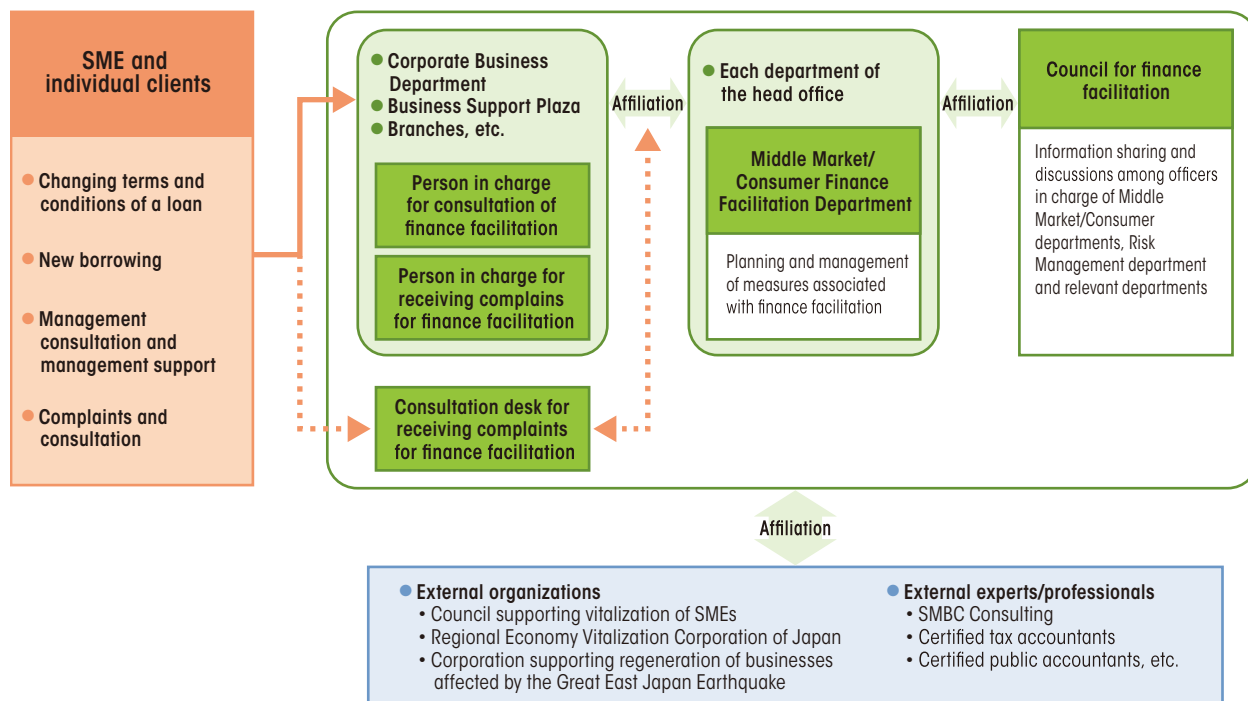 SME and
individual clients
Changing terms and
conditions of a loan
New borrowing
Management
consultation and
management support
Complaints and
consultation
Corporate Business
Department
Business Support Plaza
Branches, etc.
Person in charge
for consultation of
finance facilitation
Person in charge for
receiving complains
for finance facilitation
Consultation desk for
receiving complaints
for finance facilitation
Affiliation
Each department of
the head office
Middle Market/
Consumer Finance
Facilitation Department
Planning and management
of measures associated
with finance facilitation
Affiliation
Council for finance
facilitation
Information sharing and
discussions among officers
in charge of Middle
Market/Consumer
departments, Risk
Management department
and relevant departments
Affiliation
External organizations
• Council supporting vitalization of SMEs
• Regional Economy Vitalization Corporation of Japan
• Corporation supporting regeneration of businesses
affected by the Great East Japan Earthquake
External experts/professionals
• SMBC Consulting
• Certified tax accountants
• Certified public accountants, etc.